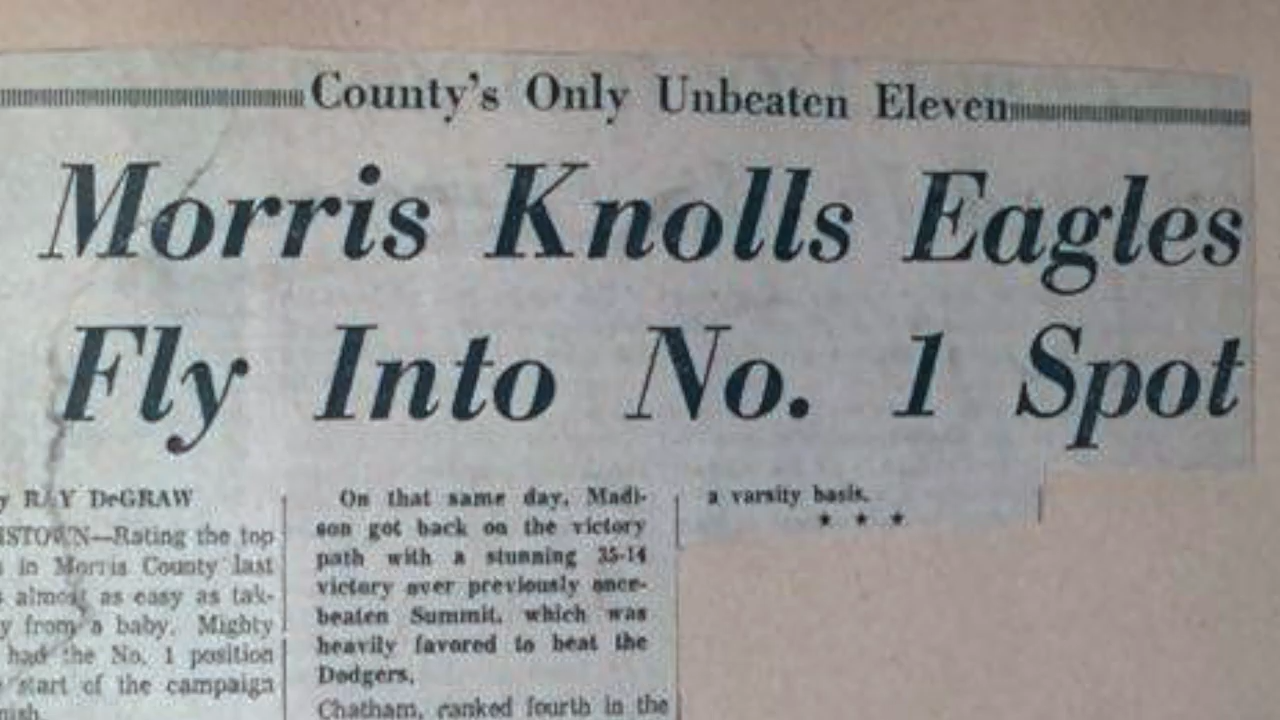 County's Only Unbeaten Eleven
Morris Knolls Eagles
Fly Into No. 1 Spot
y RAY DeGRAW
ISTOWN—Rating the top
s in Morris County last
s almost as easy as tak-
y from a baby. Mighty
had the No. 1 position
start of the campaign
nish.
On that same day, Madi-
son got back on the victory
path with a stunning 35-14
victory over previously once-
beaten Summit, which was
heavily favored to beat the
Dodgers.
Chatham, ranked fourth in the
a varsity basis.
★ ★ ★